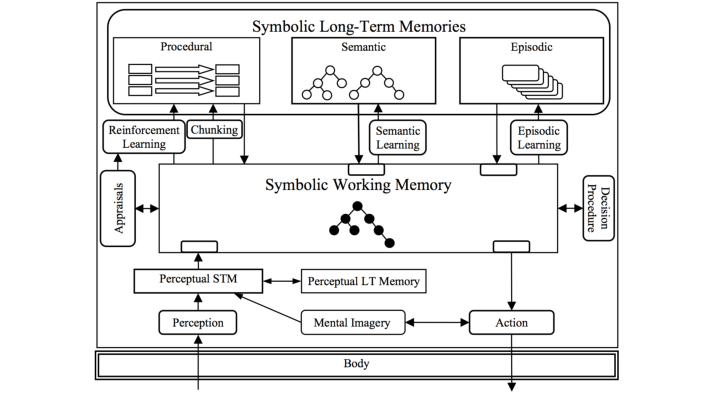 Symbolic Long-Term Memories
Procedural
Semantic
Episodic
Reinforcement
Learning
Chunking
Semantic
Learning
Episodic
Learning
Appraisals
Symbolic Working Memory
Decision
Procedure
Perceptual STM
Perceptual LT Memory
Perception
Mental Imagery
Action
Body